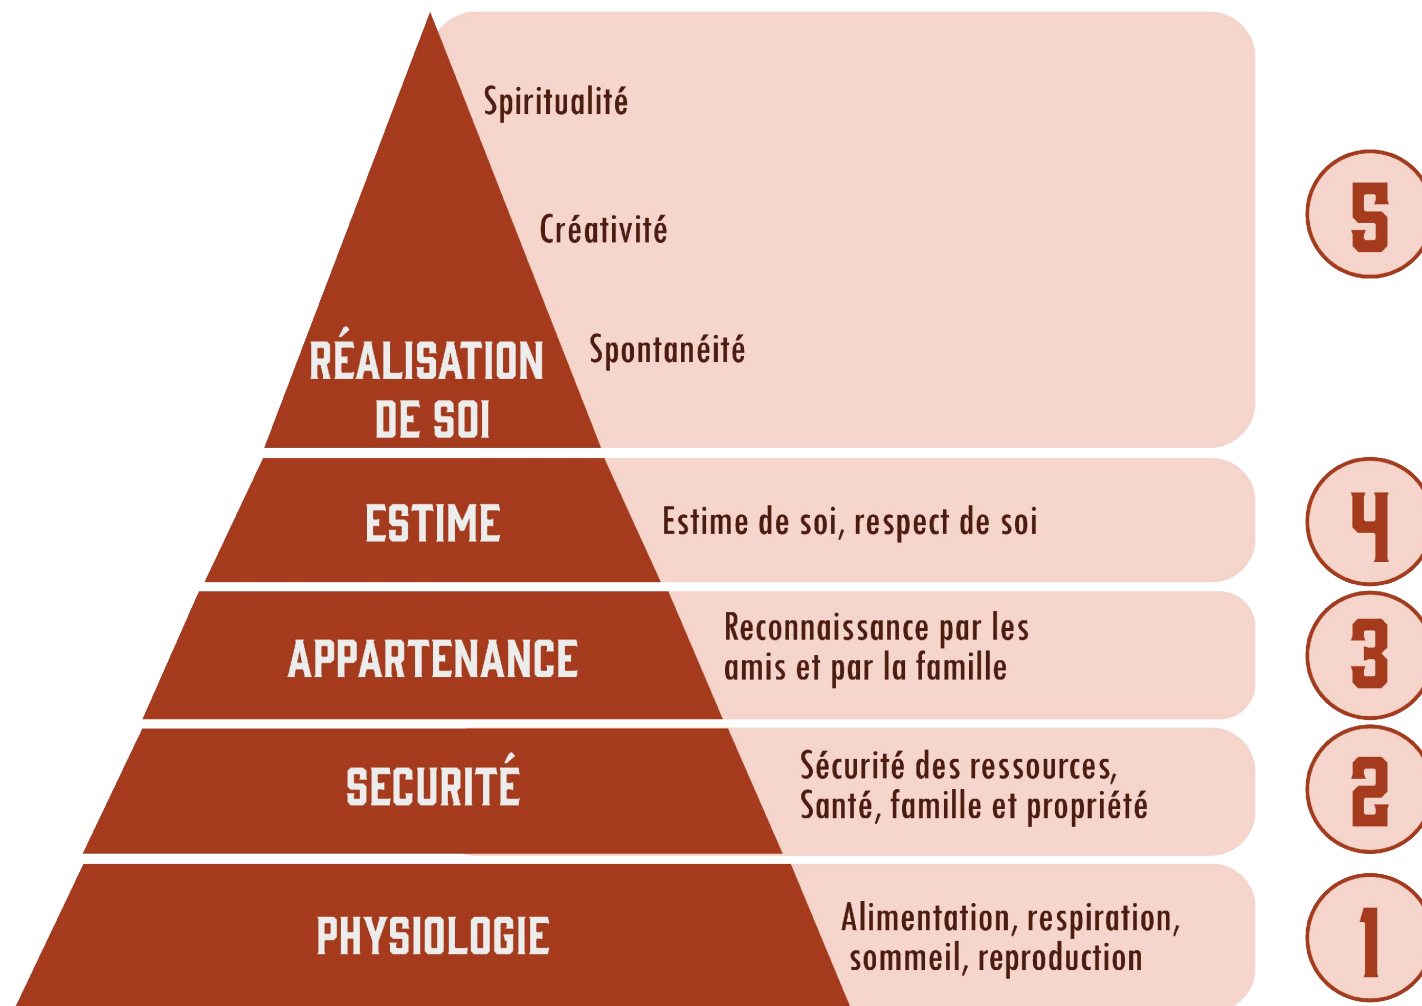 Spiritualité
Créativité
5
Spontanéité
RÉALISATION
DE SOI
ESTIME
Estime de soi, respect de soi
4
APPARTENANCE
Reconnaissance par les
amis et par la famille
3
SECURITÉ
Sécurité des ressources,
Santé, famille et propriété
2
PHYSIOLOGIE
Alimentation, respiration,
sommeil, reproduction
1